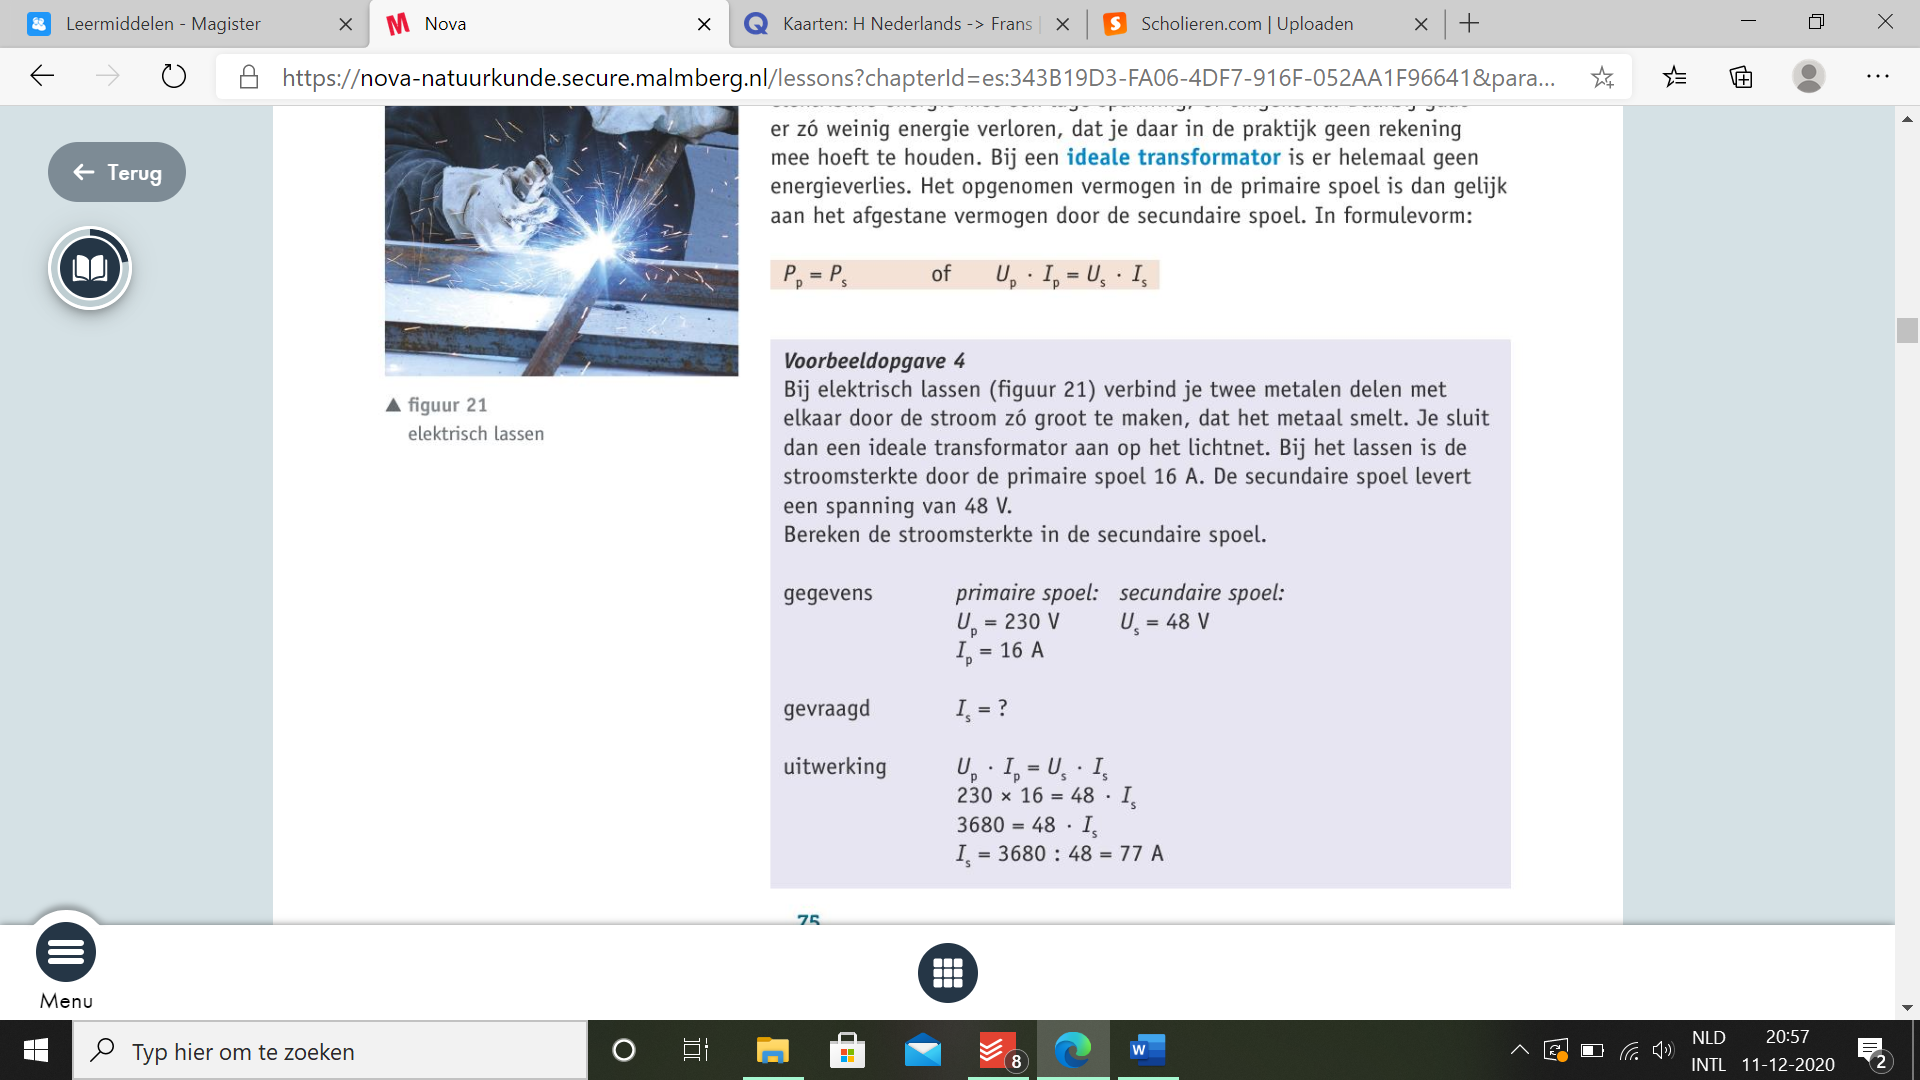 Leermiddelen - Magister
Nova
Kaarten: H Nederlands -> Frans
Scholieren.com | Uploaden
https://nova-natuurkunde.secure.malmberg.nl/lessons?chapterId=es:343B19D3-FA06-4DF7-916F-052AA1F96641&para...
Terug
er zó weinig energie verloren, dat je daar in de praktijk geen rekening
mee hoeft te houden. Bij een ideale transformator is er helemaal geen
energieverlies. Het opgenomen vermogen in de primaire spoel is dan gelijk
aan het afgestane vermogen door de secundaire spoel. In formulevorm:
Pp = Ps of Up · Ip = Us · Is
▲ figuur 21
elektrisch lassen
Voorbeeldopgave 4
Bij elektrisch lassen (figuur 21) verbind je twee metalen delen met
elkaar door de stroom zó groot te maken, dat het metaal smelt. Je sluit
dan een ideale transformator aan op het lichtnet. Bij het lassen is de
stroomsterkte door de primaire spoel 16 A. De secundaire spoel levert
een spanning van 48 V.
Bereken de stroomsterkte in de secundaire spoel.
gegevens primaire spoel: secundaire spoel:
Up = 230 V Us = 48 V
Ip = 16 A
gevraagd Is = ?
uitwerking Up · Ip = Us · Is
230 × 16 = 48 · Is
3680 = 48 · Is
Is = 3680 : 48 = 77 A
75
Menu
Typ hier om te zoeken
8
W
NLD
INTL
20:57
11-12-2020
2